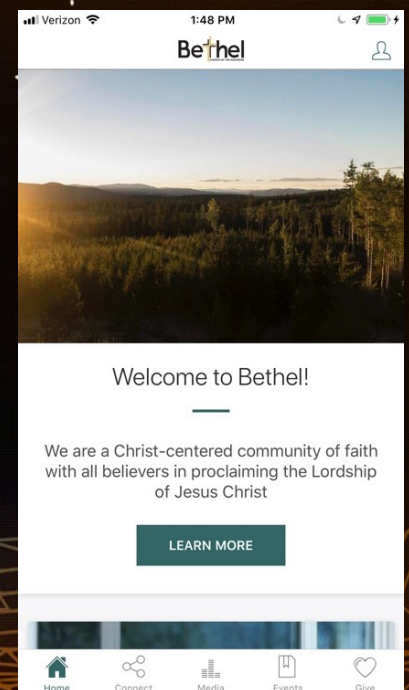 Verizon
1:48 PM
Bethel
Welcome to Bethel!
We are a Christ-centered community of faith
with all believers in proclaiming the Lordship
of Jesus Christ
LEARN MORE
Home
Connect
Media
Events
Give